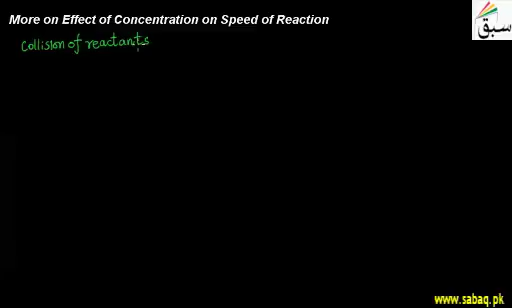 More on Effect of Concentration on Speed of Reaction
سبق
collision of reactants
www.sabaq.pk